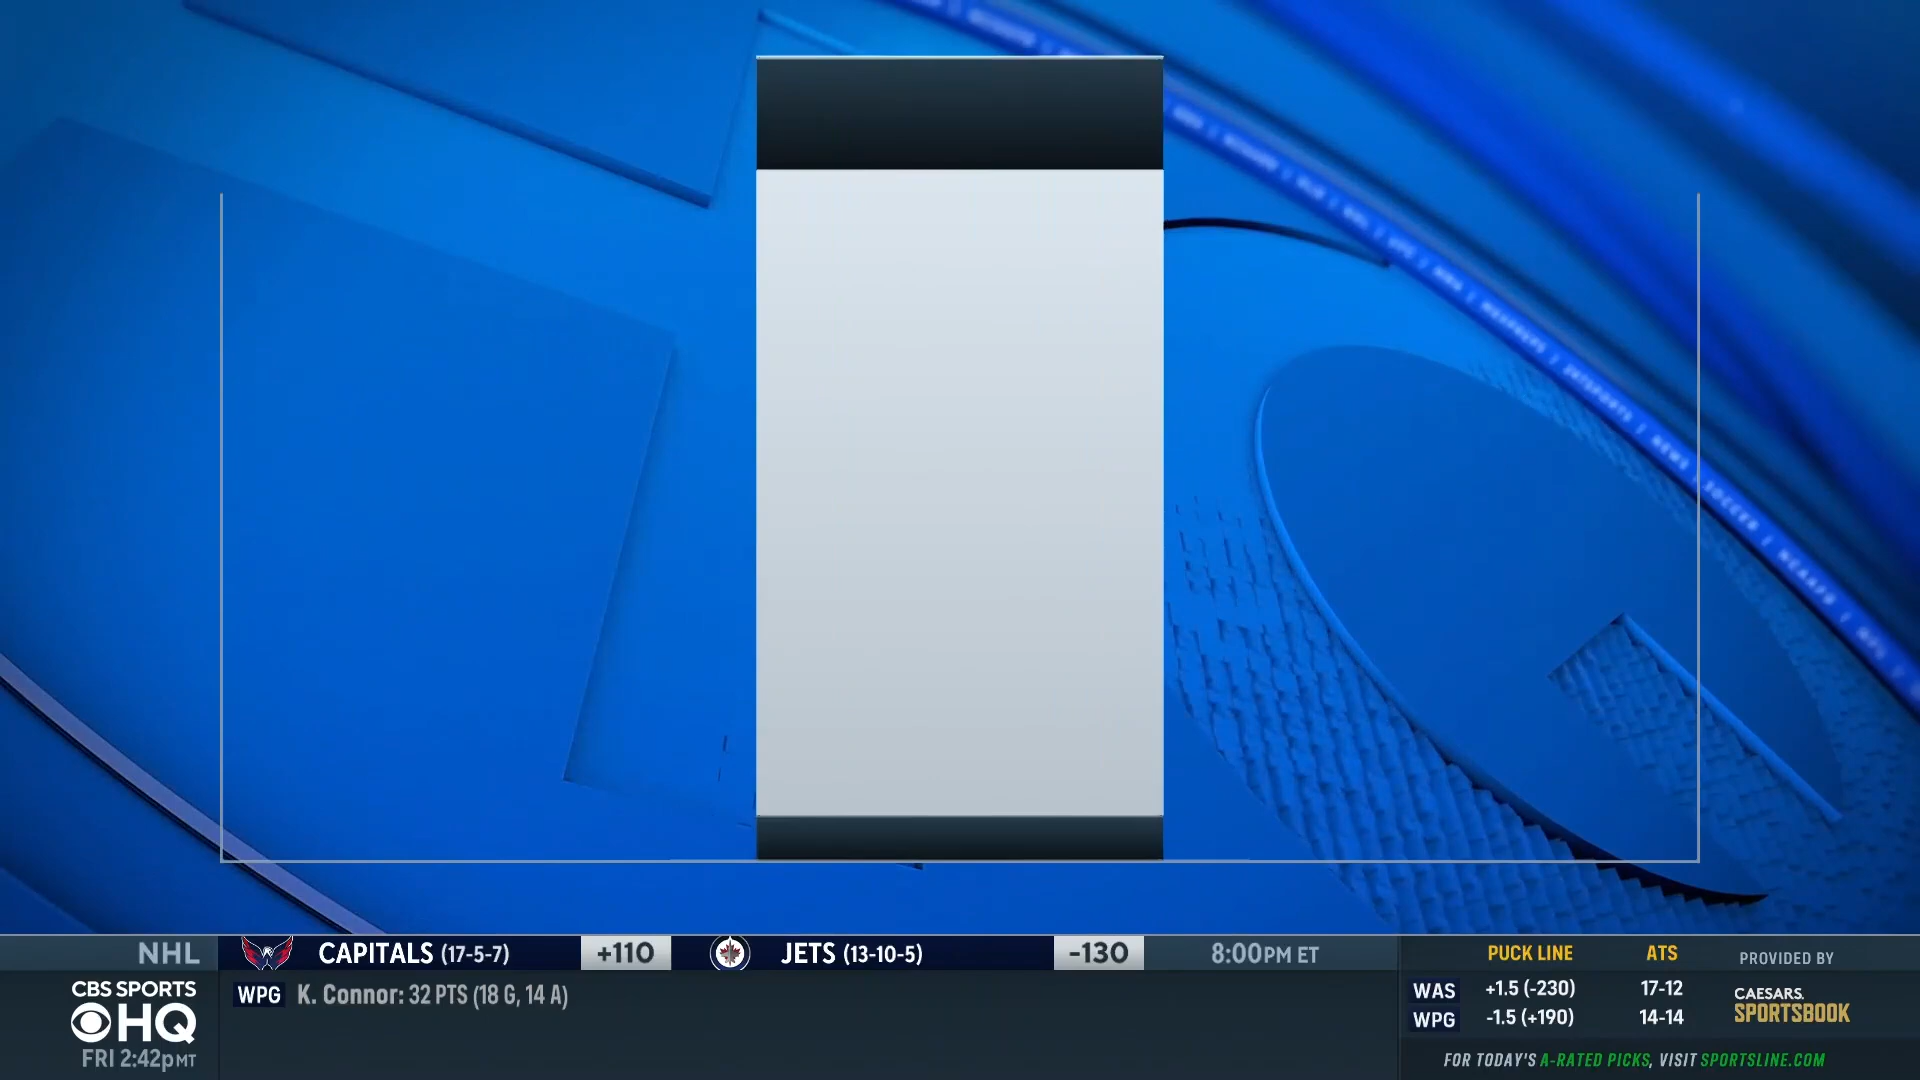 NEWS | SOCCER |
NHL CAPITALS (17-5-7) +110 JETS (13-10-5) -130 8:00PM ET
PUCK LINE ATS PROVIDED BY
CBS SPORTS HQ
FRI 2:42pMT
WPG K. Connor: 32 PTS (18 G, 14 A)
WAS +1.5 (-230) 17-12
WPG -1.5 (+190) 14-14
CAESARS
SPORTSBOOK
FOR TODAY'S A-RATED PICKS, VISIT SPORTSLINE.COM